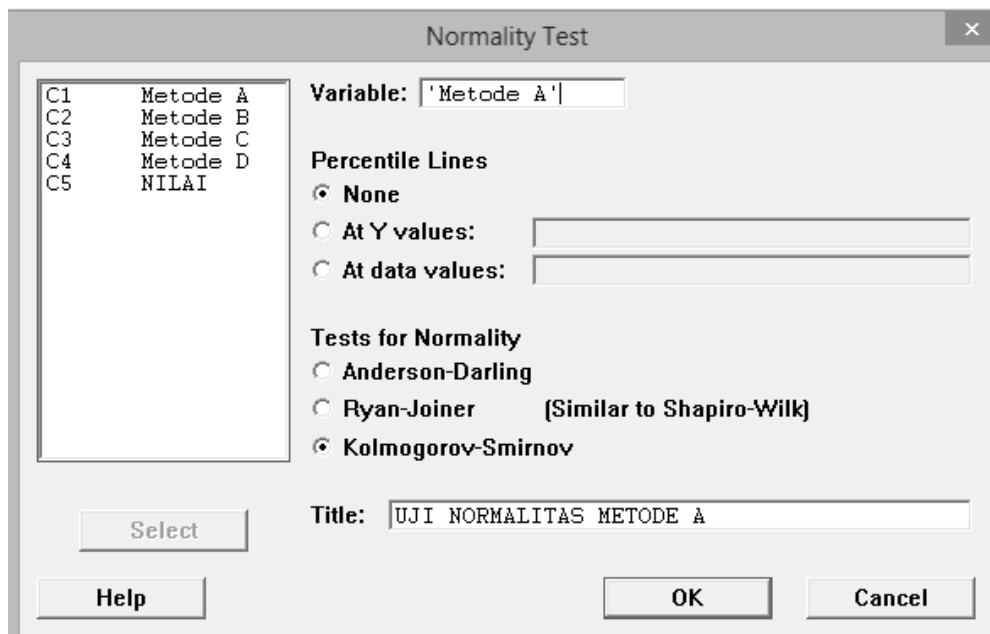 Normality Test
×
C1 Metode A
C2 Metode B
C3 Metode C
C4 Metode D
C5 NILAI
Variable: 'Metode A'
Percentile Lines
None
At Y values:
At data values:
Tests for Normality
Anderson-Darling
Ryan-Joiner (Similar to Shapiro-Wilk)
Kolmogorov-Smirnov
Title: UJI NORMALITAS METODE A
Select
Help OK Cancel